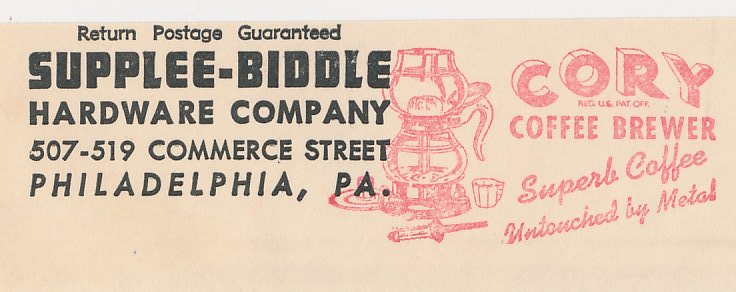 Return Postage Guaranteed
SUPPLEE-BIDDLE
HARDWARE COMPANY
507-519 COMMERCE STREET
PHILADELPHIA, PA.
CORY
REG. U.S. PAT. OFF.
COFFEE BREWER
Superb Coffee
Untouched by Metal